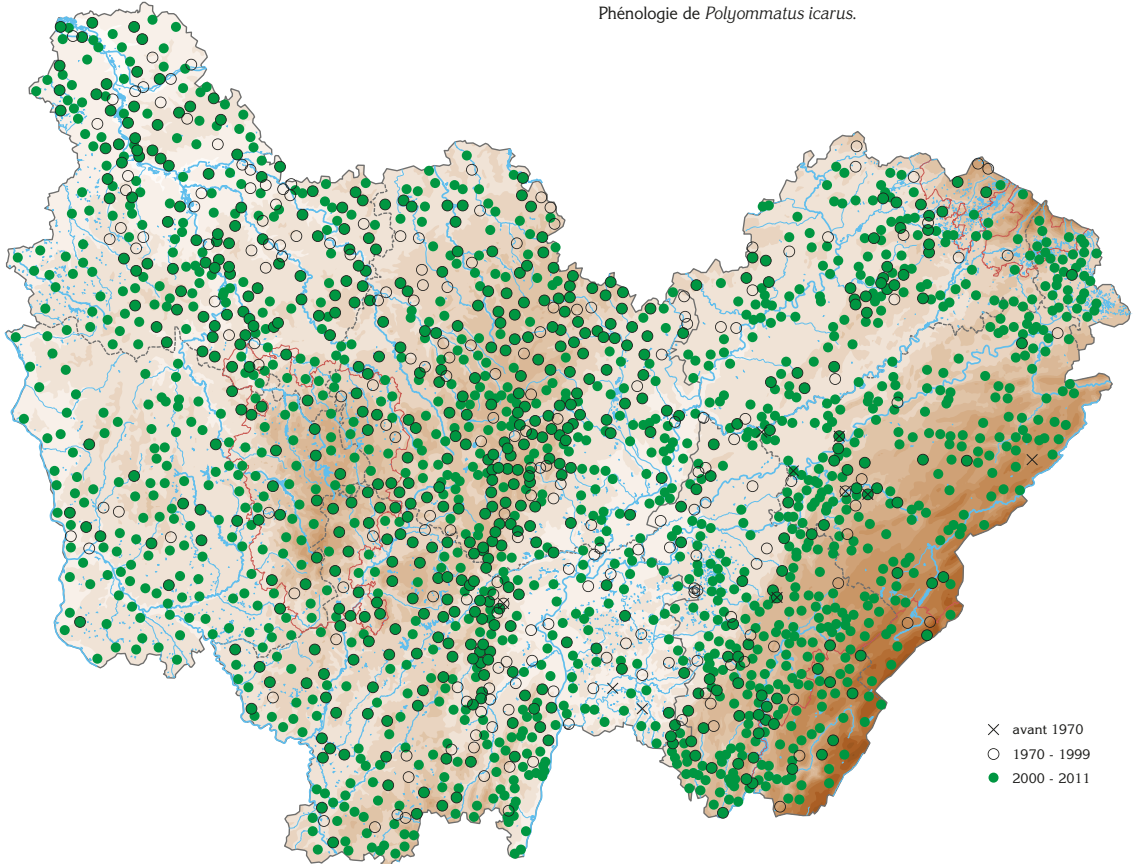 Phénologie de Polyommatus icarus.
avant 1970
1970 - 1999
2000 - 2011